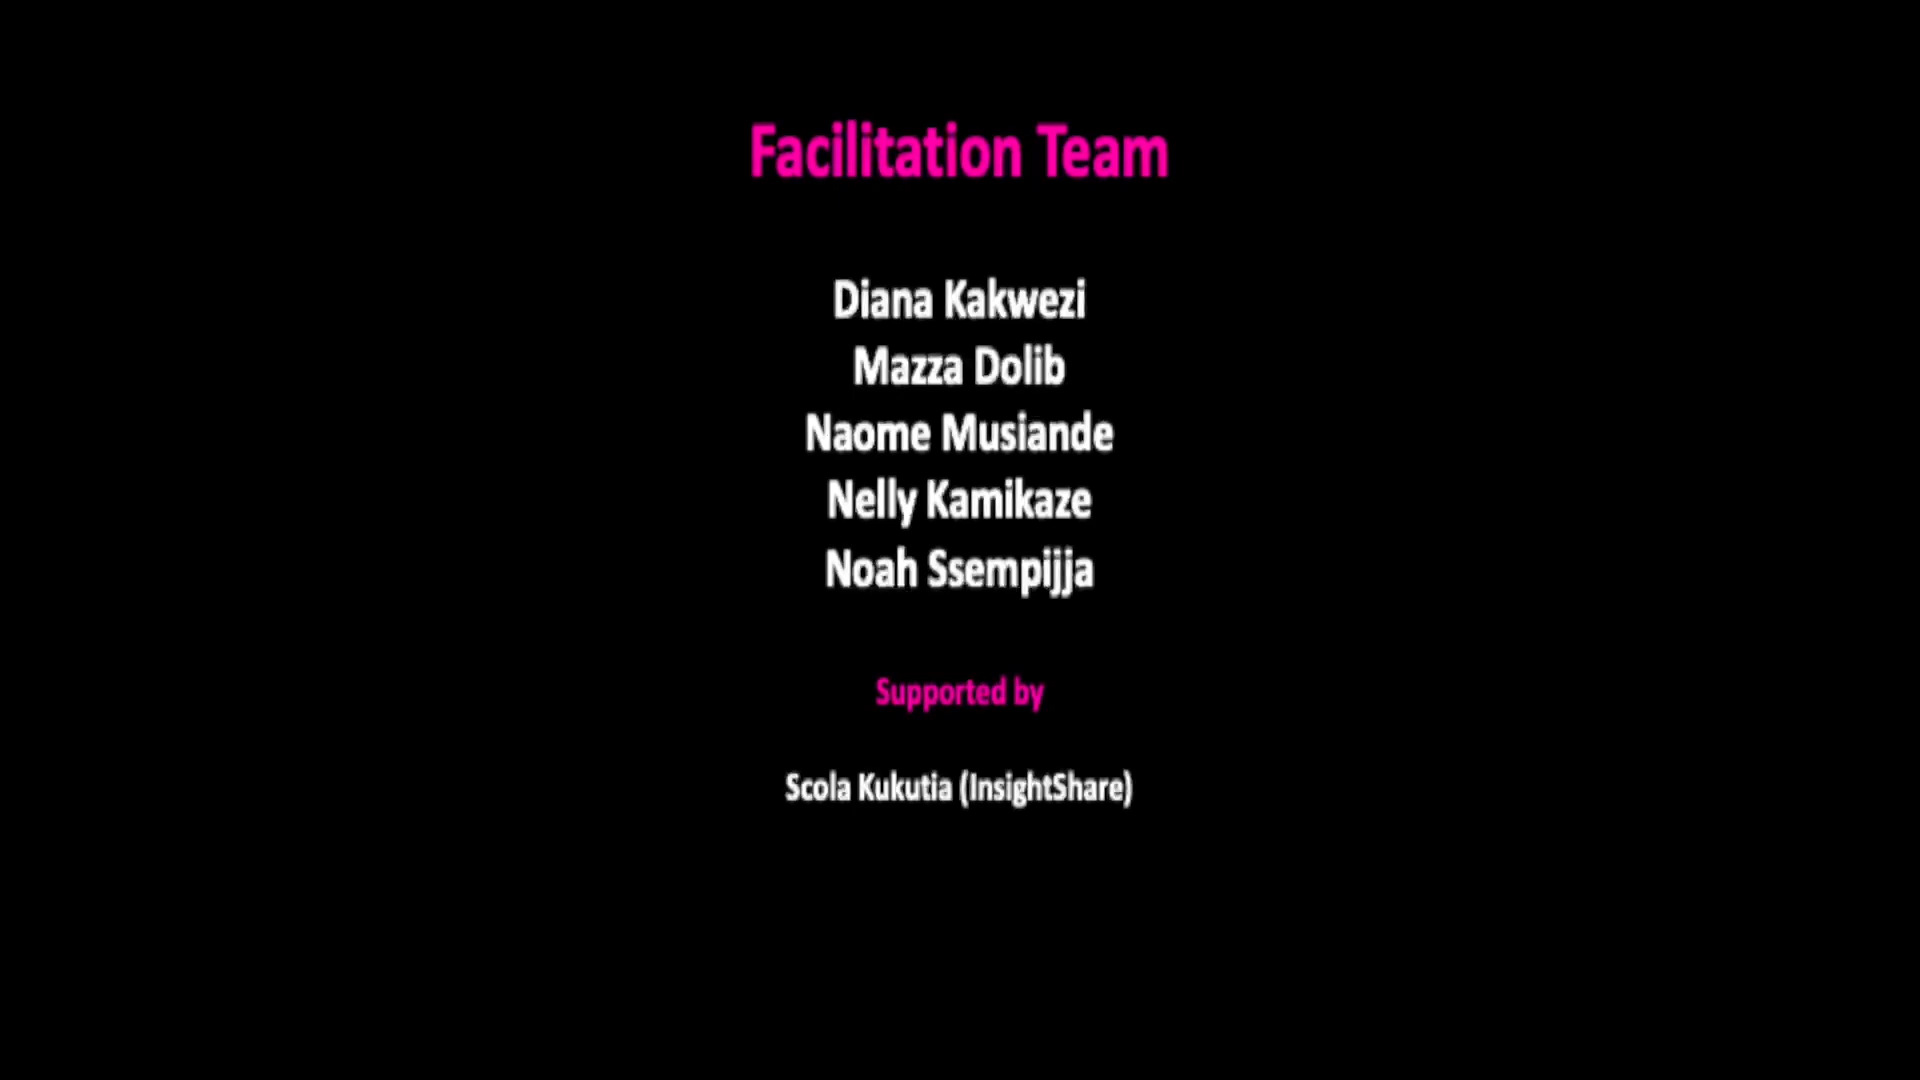 Facilitation Team
Diana Kakwezi
Mazza Dolib
Naome Musiande
Nelly Kamikaze
Noah Ssempijja
Supported by
Scola Kukutia (InsightShare)